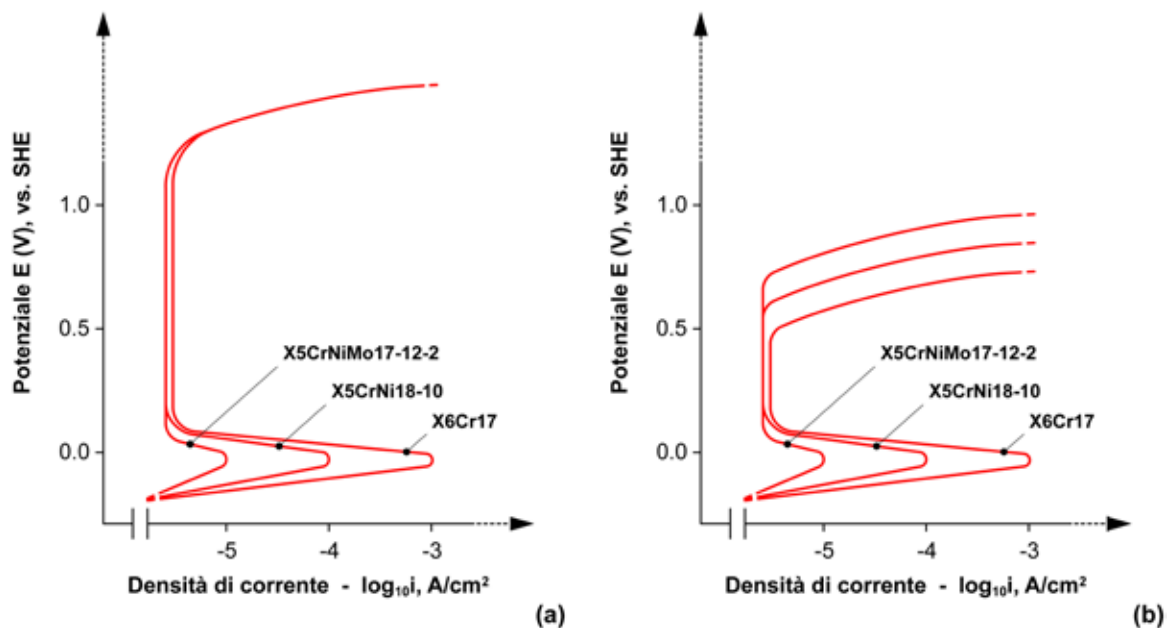 Potenziale E (V), vs. SHE
1.0
0.5
0.0
X5CrNiMo17-12-2
X5CrNi18-10
X6Cr17
-5
-4
-3
Densità di corrente - log₁₀i, A/cm²
(a)
Potenziale E (V), vs. SHE
1.0
0.5
0.0
X5CrNiMo17-12-2
X5CrNi18-10
X6Cr17
-5
-4
-3
Densità di corrente - log₁₀i, A/cm²
(b)